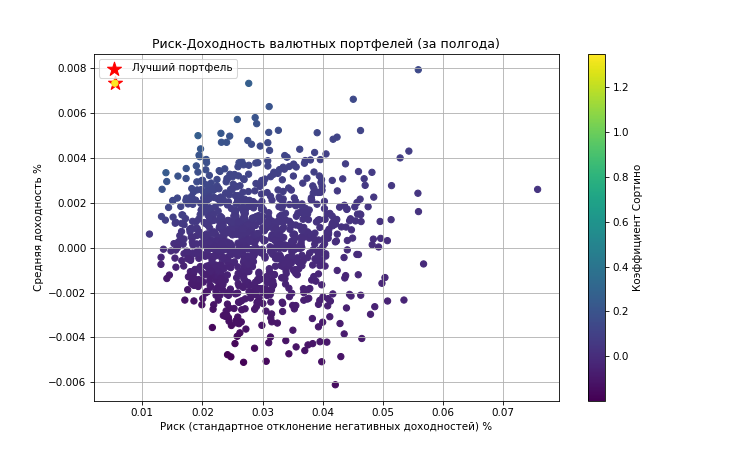 Риск-Доходность валютных портфелей (за полгода)
Лучший портфель
0.008
0.006
0.004
0.002
0.000
−0.002
−0.004
−0.006
Средняя доходность %
0.01 0.02 0.03 0.04 0.05 0.06 0.07
Риск (стандартное отклонение негативных доходностей) %
1.2
1.0
0.8
0.6
0.4
0.2
0.0
Коэффициент Сортино